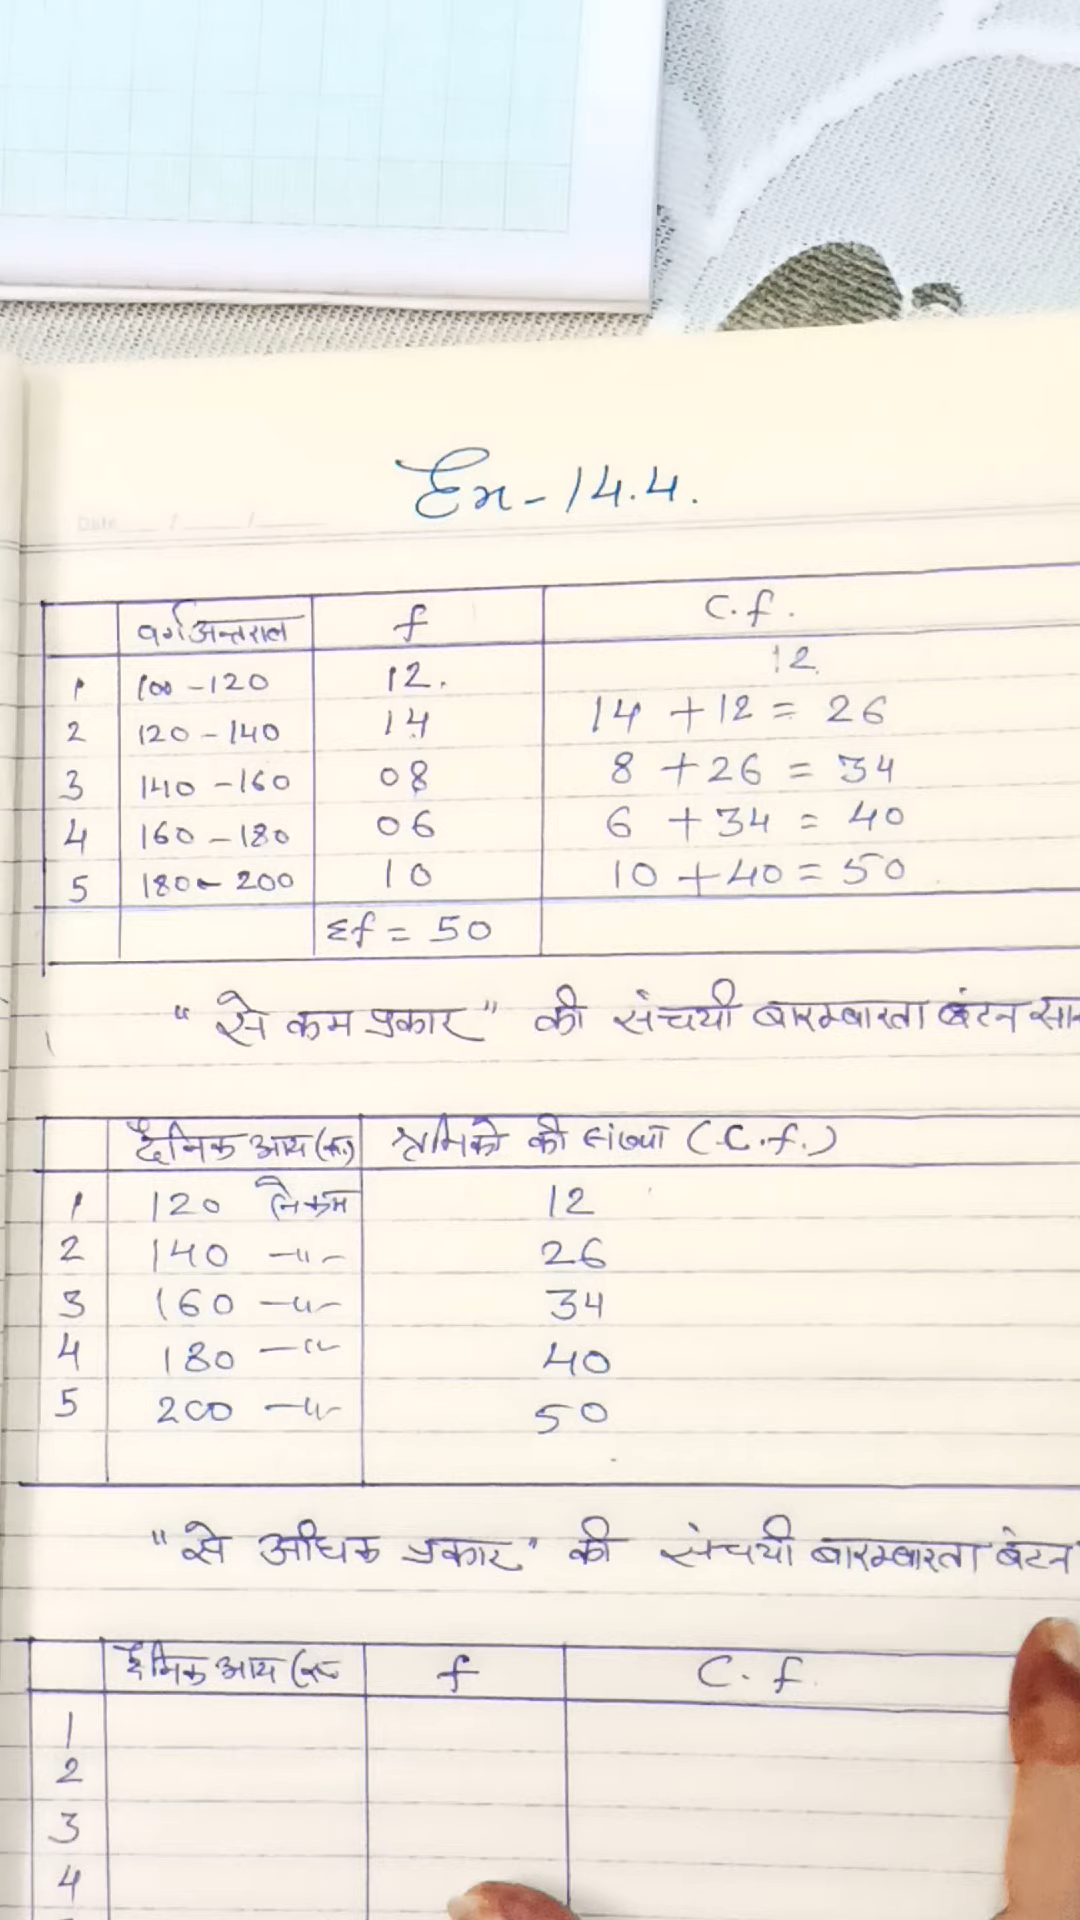 Date / /
Ex-14.4.
वर्ग अन्तराल f C.f.
1 100-120 12. 12
2 120-140 14 14 + 12 = 26
3 140-160 08 8 + 26 = 34
4 160-180 06 6 + 34 = 40
5 180-200 10 10 + 40 = 50
Σf = 50
"से कम प्रकार" की संचयी बारम्बारता बंटन
दैनिक आय (रू०) श्रमिको की संख्या (C.f.)
1 120 से कम 12
2 140 -〃- 26
3 160 -〃- 34
4 180 -〃- 40
5 200 -〃- 50
"से अधिक प्रकार" की संचयी बारम्बारता बंटन
दैनिक आय (रू० f C.f.
1
2
3
4